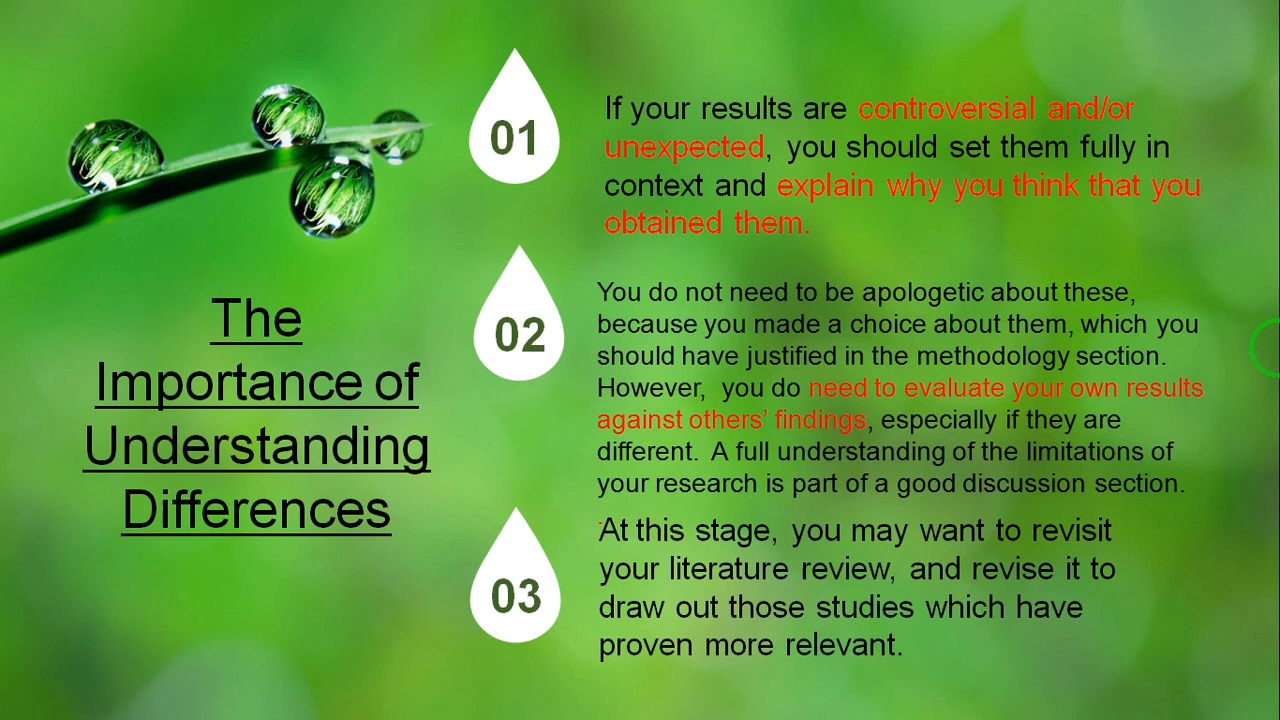 The
Importance of
Understanding
Differences
01
If your results are controversial and/or
unexpected, you should set them fully in
context and explain why you think that you
obtained them.
02
You do not need to be apologetic about these,
because you made a choice about them, which you
should have justified in the methodology section.
However, you do need to evaluate your own results
against others’ findings, especially if they are
different. A full understanding of the limitations of
your research is part of a good discussion section.
03
At this stage, you may want to revisit
your literature review, and revise it to
draw out those studies which have
proven more relevant.